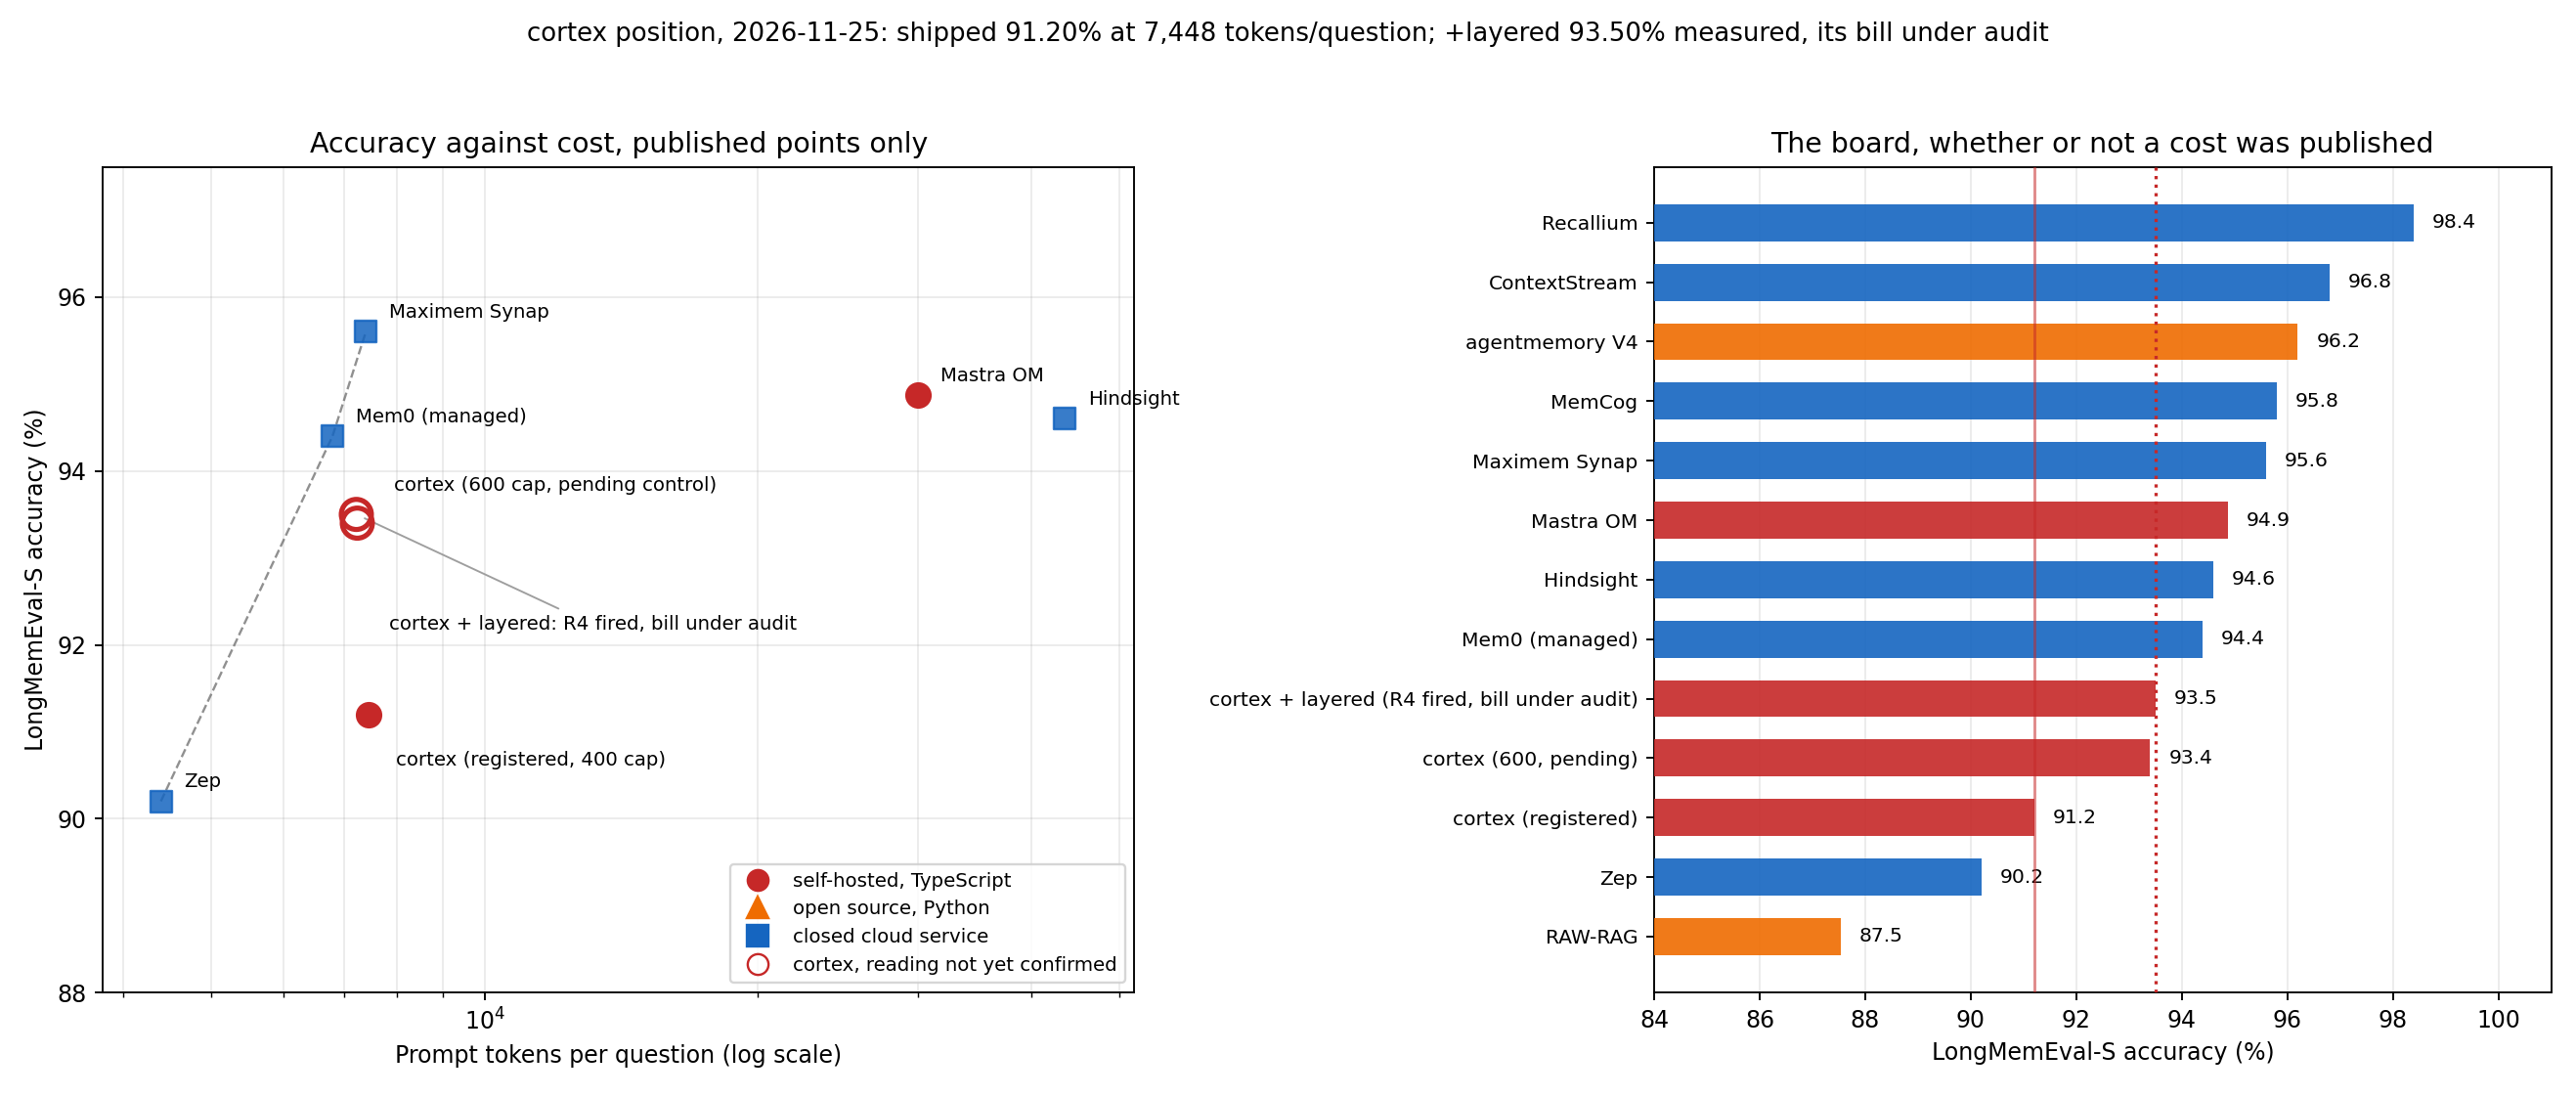 cortex position, 2026-11-25: shipped 91.20% at 7,448 tokens/question; +layered 93.50% measured, its bill under audit
Accuracy against cost, published points only
LongMemEval-S accuracy (%)
96
94
92
90
88
Maximem Synap
Mastra OM
Hindsight
Mem0 (managed)
cortex (600 cap, pending control)
cortex + layered: R4 fired, bill under audit
cortex (registered, 400 cap)
Zep
self-hosted, TypeScript
open source, Python
closed cloud service
cortex, reading not yet confirmed
10⁴
Prompt tokens per question (log scale)
The board, whether or not a cost was published
Recallium 98.4
ContextStream 96.8
agentmemory V4 96.2
MemCog 95.8
Maximem Synap 95.6
Mastra OM 94.9
Hindsight 94.6
Mem0 (managed) 94.4
cortex + layered (R4 fired, bill under audit) 93.5
cortex (600, pending) 93.4
cortex (registered) 91.2
Zep 90.2
RAW-RAG 87.5
84 86 88 90 92 94 96 98 100
LongMemEval-S accuracy (%)